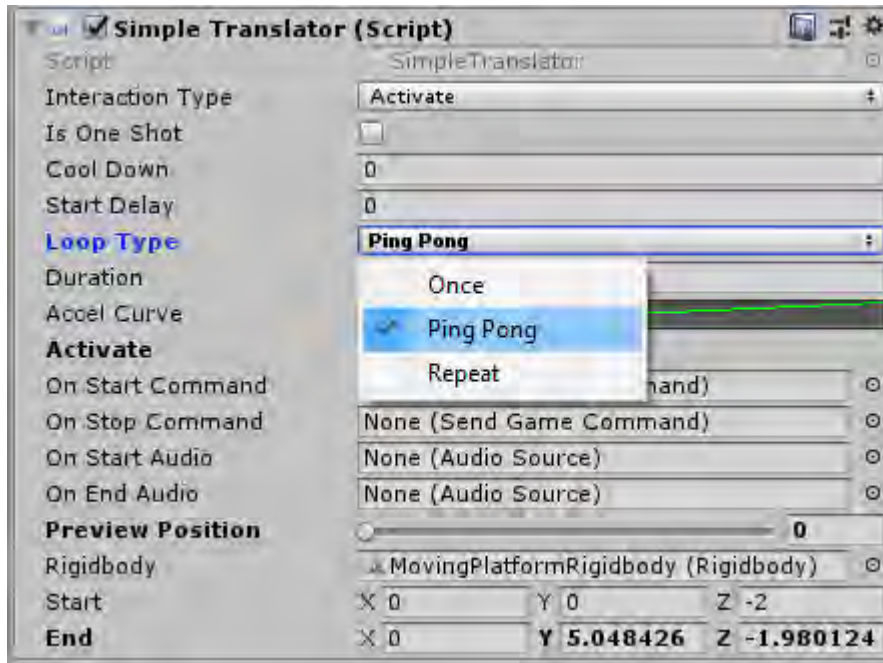 Simple Translator (Script)
Script SimpleTranslator
Interaction Type Activate
Is One Shot
Cool Down 0
Start Delay 0
Loop Type Ping Pong
Duration
Once
Accel Curve
Ping Pong
Activate
Repeat
On Start Command mand)
On Stop Command None (Send Game Command)
On Start Audio None (Audio Source)
On End Audio None (Audio Source)
Preview Position 0
Rigidbody MovingPlatformRigidbody (Rigidbody)
Start X 0 Y 0 Z -2
End X 0 Y 5.048426 Z -1.980124